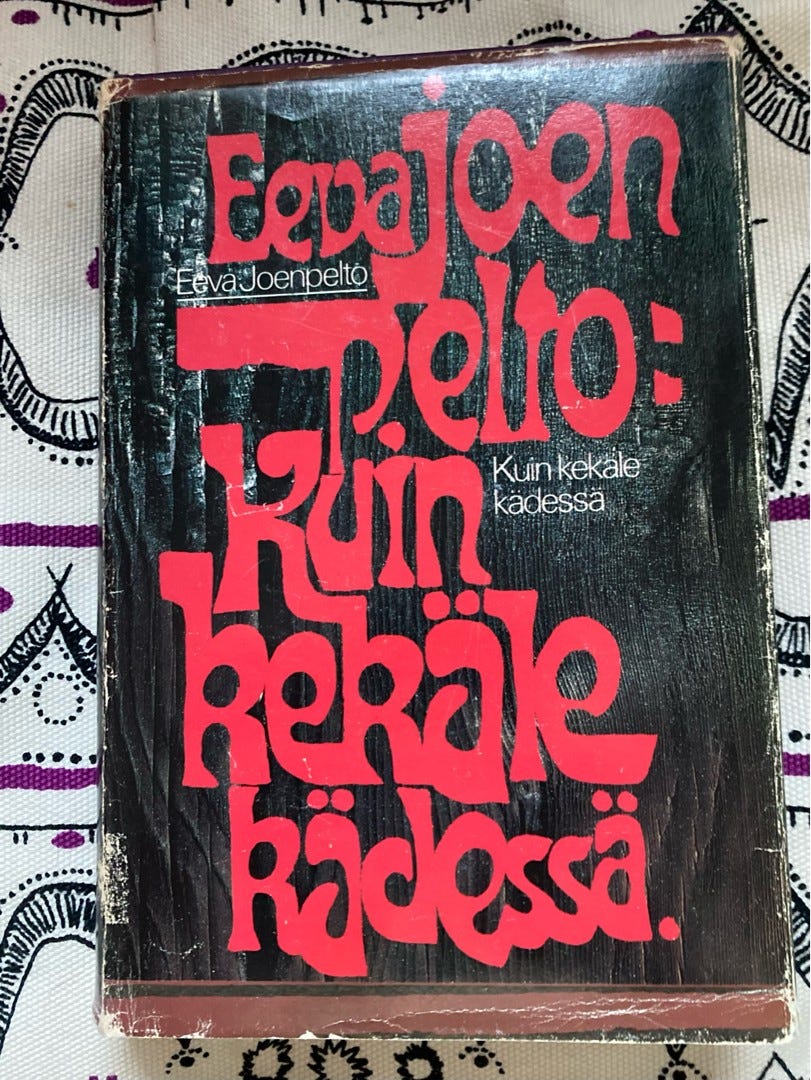 Eeva joen
Eeva Joenpelto
pelto:
Kuin
Kuin kekäle
kädessä
kekäle
kädessä.